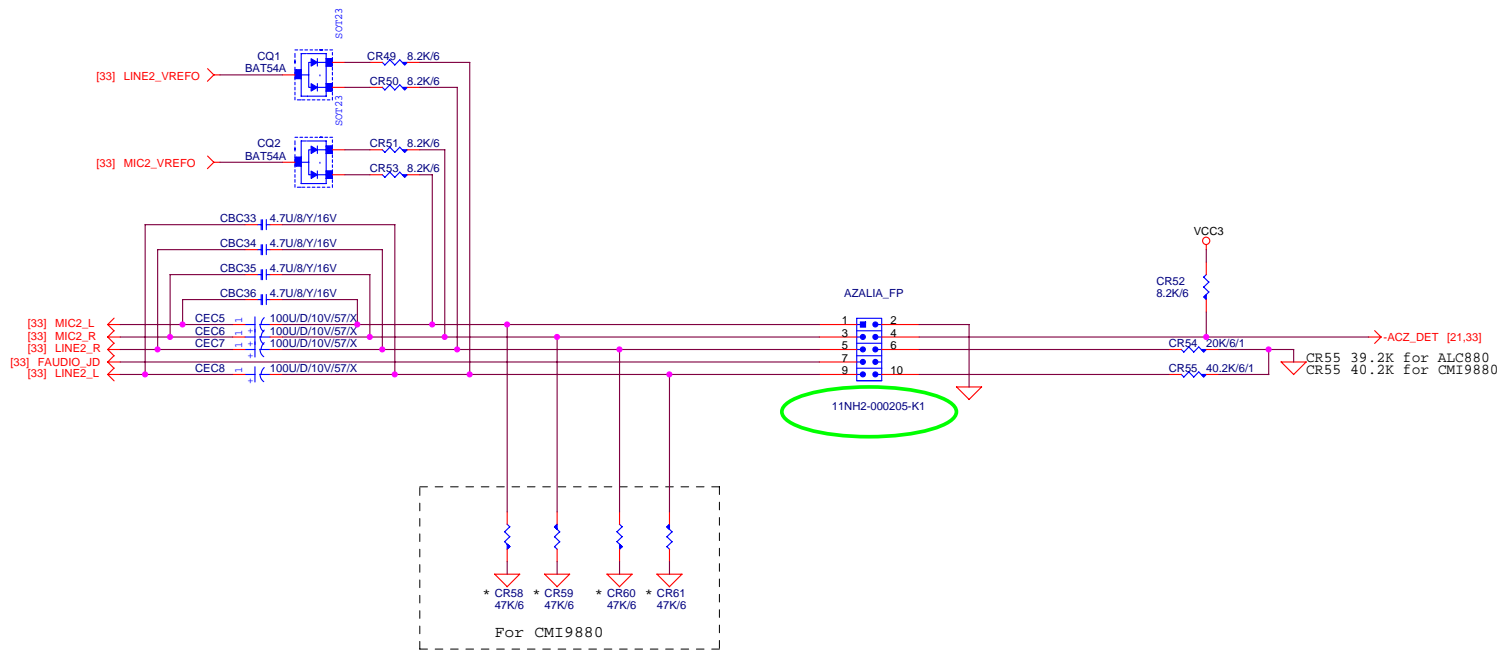 SOT23
CQ1
BAT54A
[33] LINE2_VREFO
CR49 8.2K/6
CR50 8.2K/6
SOT23
CQ2
BAT54A
[33] MIC2_VREFO
CR51 8.2K/6
CR53 8.2K/6
CBC33 4.7U/8/Y/16V
CBC34 4.7U/8/Y/16V
CBC35 4.7U/8/Y/16V
CBC36 4.7U/8/Y/16V
VCC3
CR52
8.2K/6
AZALIA_FP
[33] MIC2_L
CEC5 1 + 100U/D/10V/57/X
1 2
[33] MIC2_R
CEC6 1 + 100U/D/10V/57/X
3 4
-ACZ_DET [21,33]
[33] LINE2_R
CEC7 1 + 100U/D/10V/57/X
5 6
CR54 20K/6/1
[33] FAUDIO_JD
7
CR55 39.2K for ALC880
[33] LINE2_L
CEC8 1 + 100U/D/10V/57/X
9 10
CR55 40.2K/6/1
CR55 40.2K for CMI9880
11NH2-000205-K1
* CR58
47K/6
* CR59
47K/6
* CR60
47K/6
* CR61
47K/6
For CMI9880